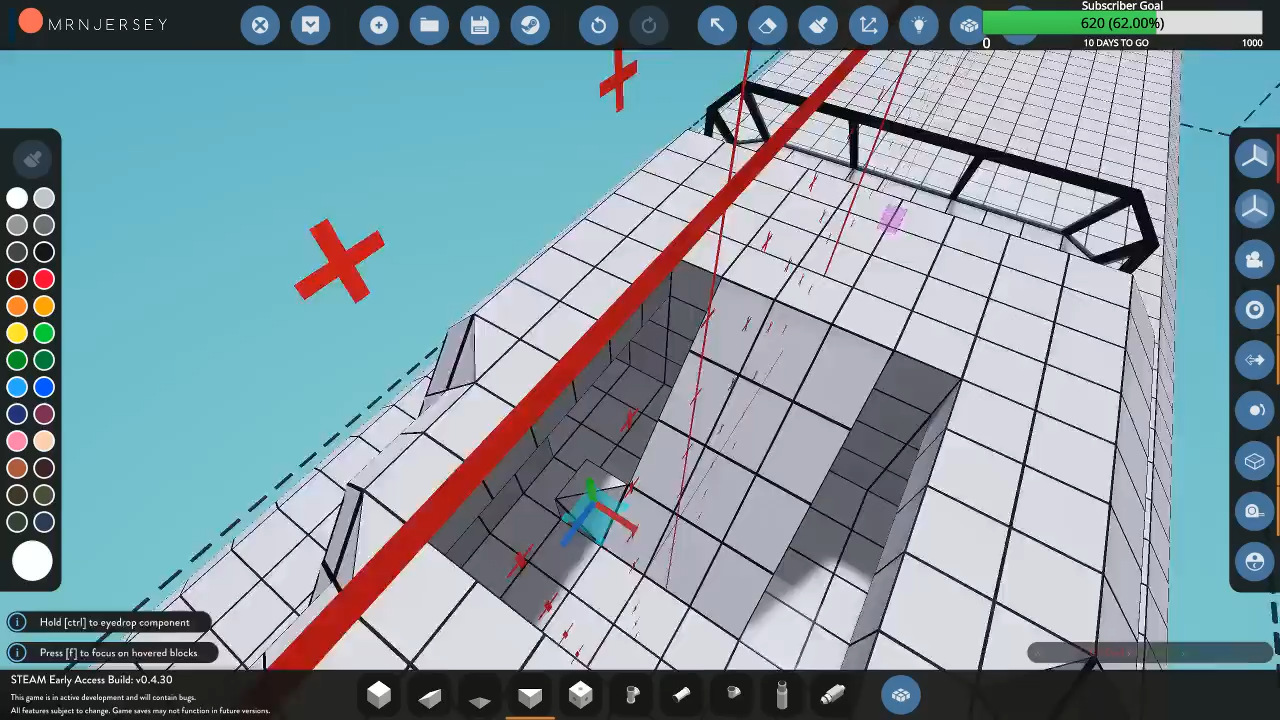 MRNJERSEY
Subscriber Goal
620 (62.00%)
0
10 DAYS TO GO
1000
Hold [ctrl] to eyedrop component
Press [f] to focus on hovered blocks
STEAM Early Access Build: v0.4.30
This game is in active development and will contain bugs.
All features subject to change. Game saves may not function in future versions.